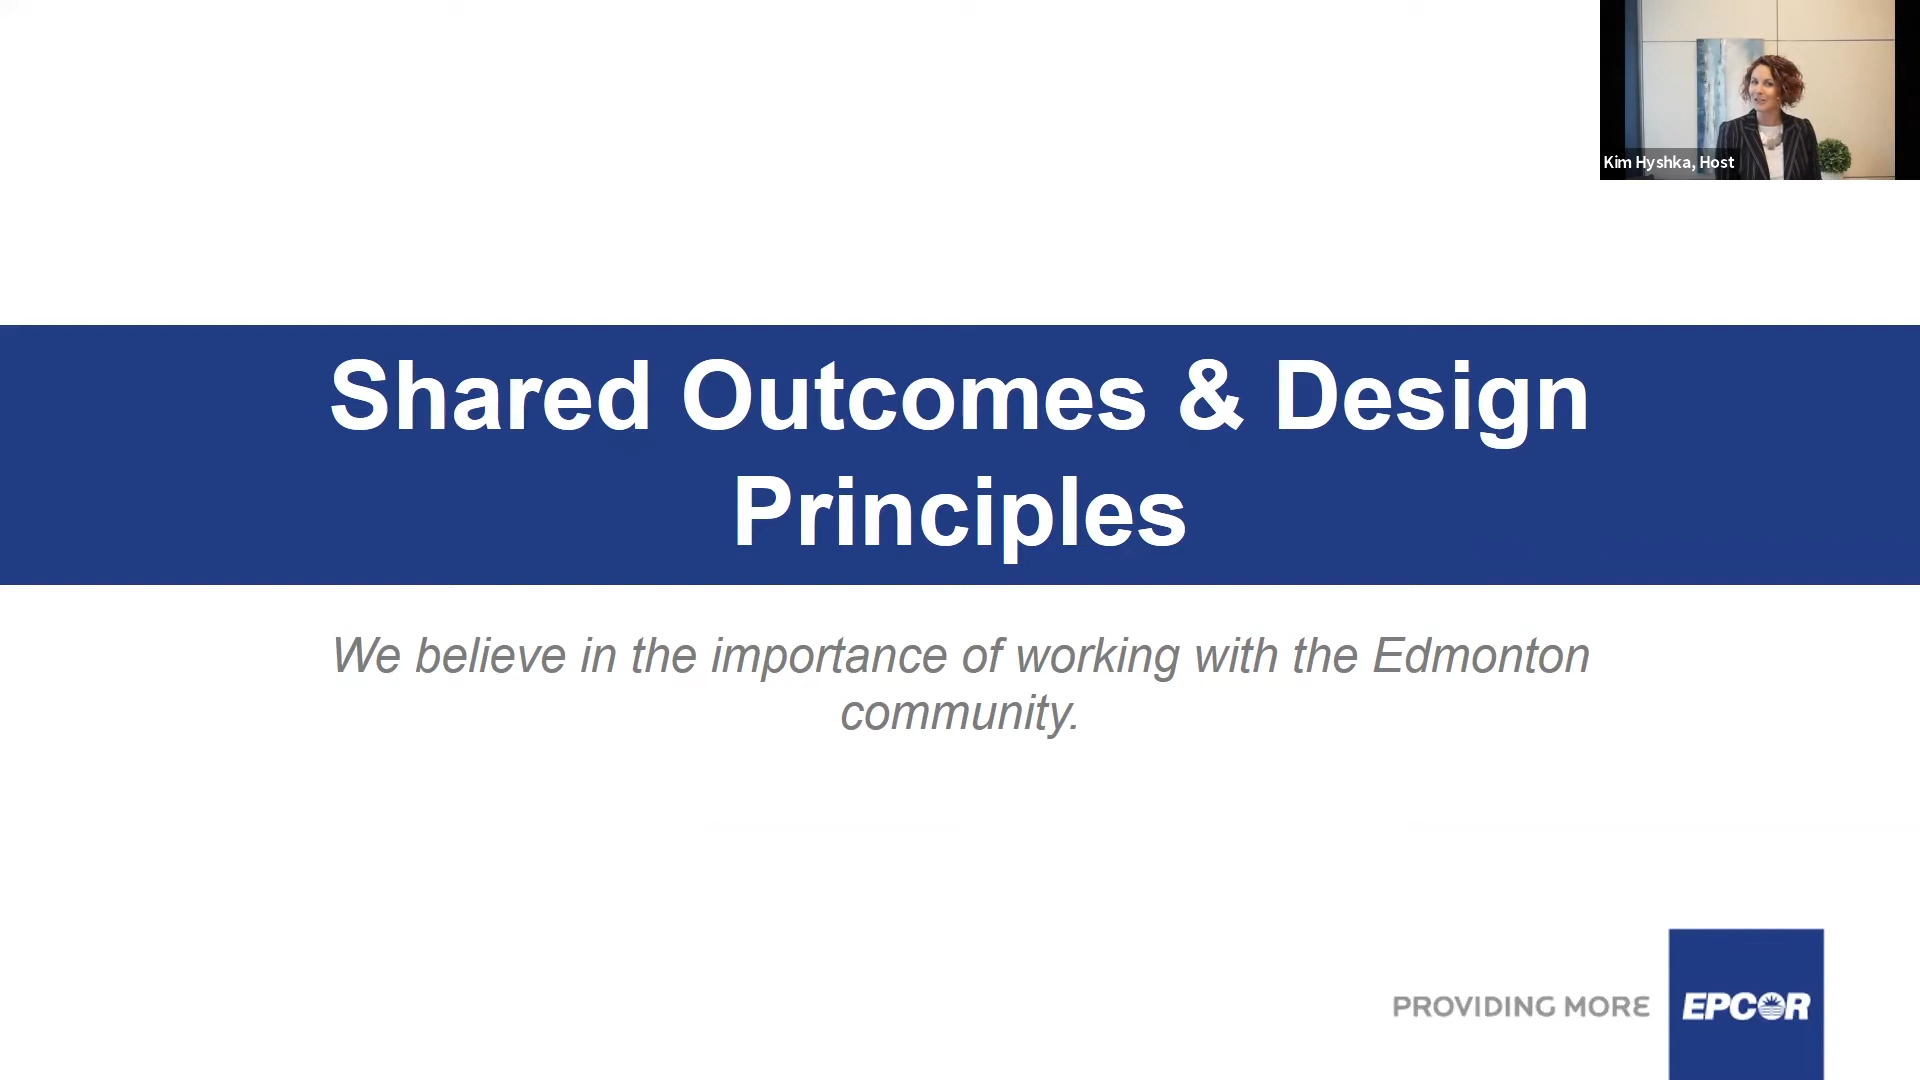 Kim Hyshka, Host
Shared Outcomes & Design
Principles
We believe in the importance of working with the Edmonton
community.
PROVIDING MORE
EPCOR